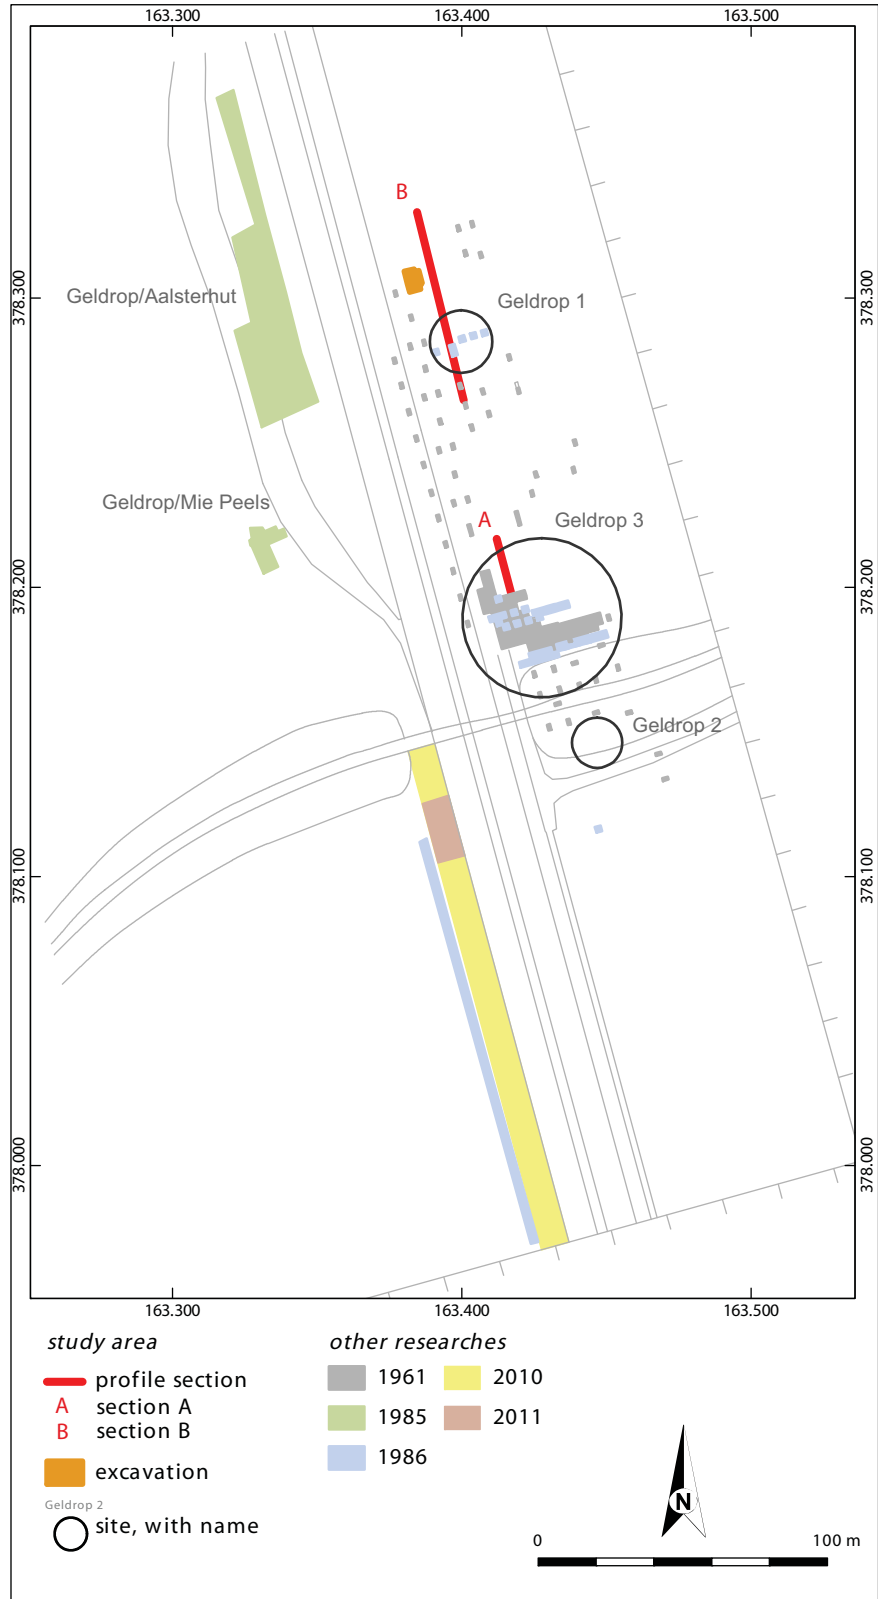 163.300 163.400 163.500
B
378.300 Geldrop/Aalsterhut Geldrop 1 378.300
Geldrop/Mie Peels
A Geldrop 3
378.200 378.200
Geldrop 2
378.100 378.100
378.000 378.000
163.300 163.400 163.500
study area
profile section
A section A
B section B
excavation
Geldrop 2
site, with name
other researches
1961 2010
1985 2011
1986
N
0 100 m